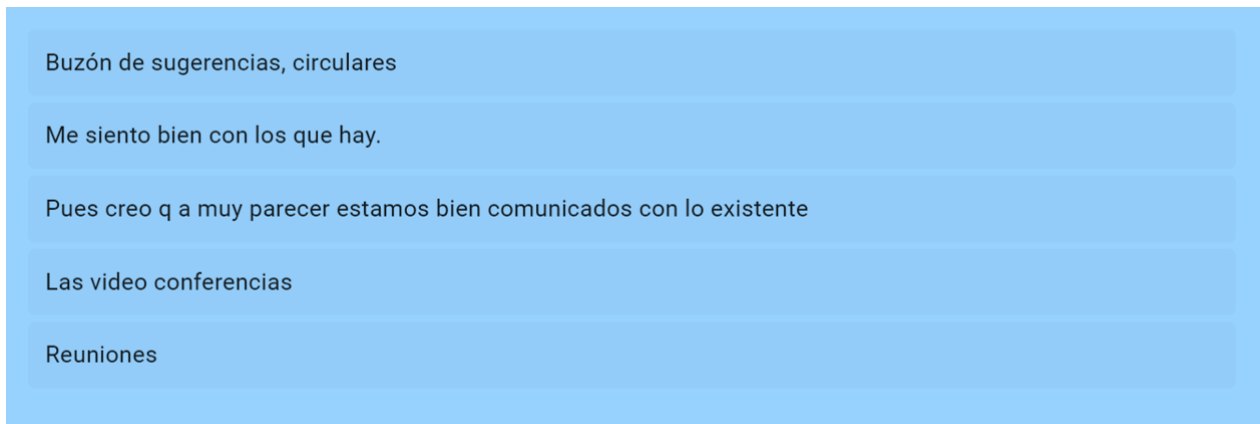 Buzón de sugerencias, circulares
Me siento bien con los que hay.
Pues creo q a muy parecer estamos bien comunicados con lo existente
Las video conferencias
Reuniones